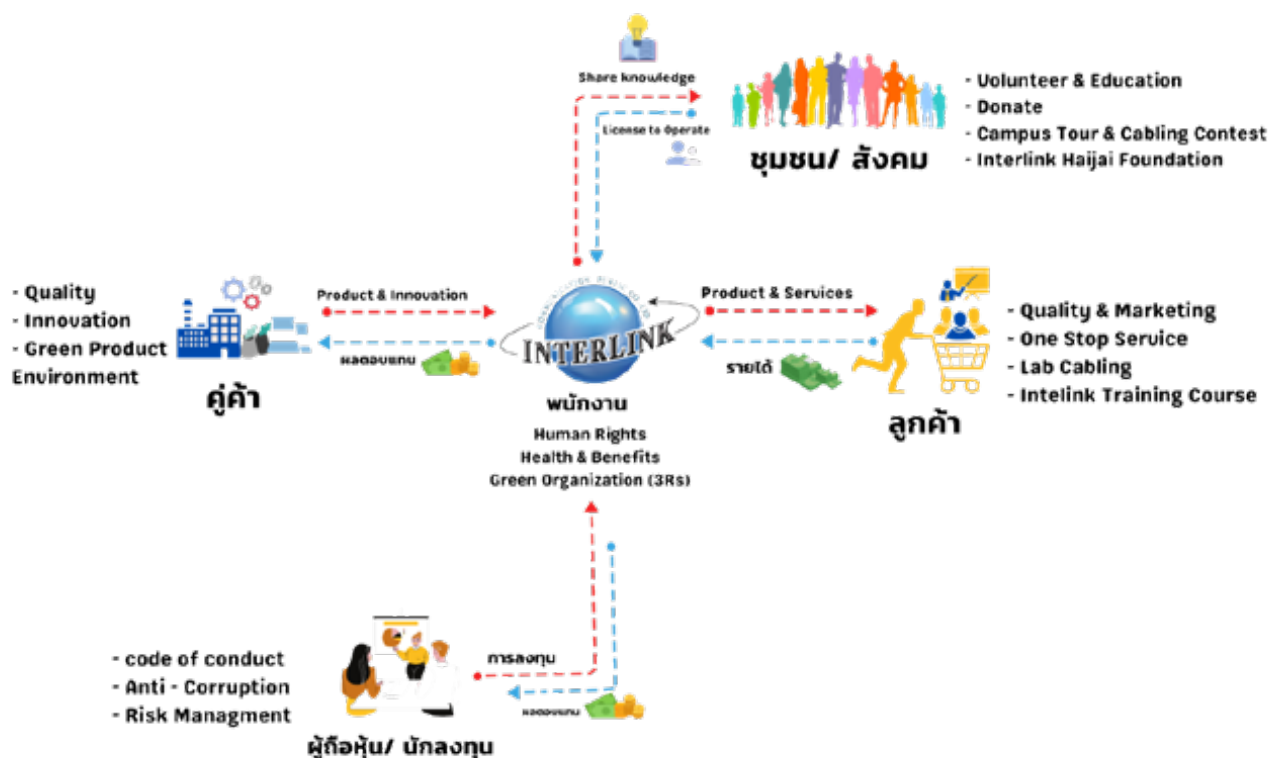 Share knowledge
License to Operate
ชุมชน/ สังคม
- Volunteer & Education
- Donate
- Campus Tour & Cabling Contest
- Interlink Haijai Foundation
- Quality
- Innovation
- Green Product
Environment
คู่ค้า
Product & Innovation
ผลตอบแทน
INTERLINK
พนักงาน
Human Rights
Health & Benefits
Green Organization (3Rs)
Product & Services
รายได้
ลูกค้า
- Quality & Marketing
- One Stop Service
- Lab Cabling
- Intelink Training Course
- code of conduct
- Anti - Corruption
- Risk Managment
การลงทุน
ผลตอบแทน
ผู้ถือหุ้น/ นักลงทุน